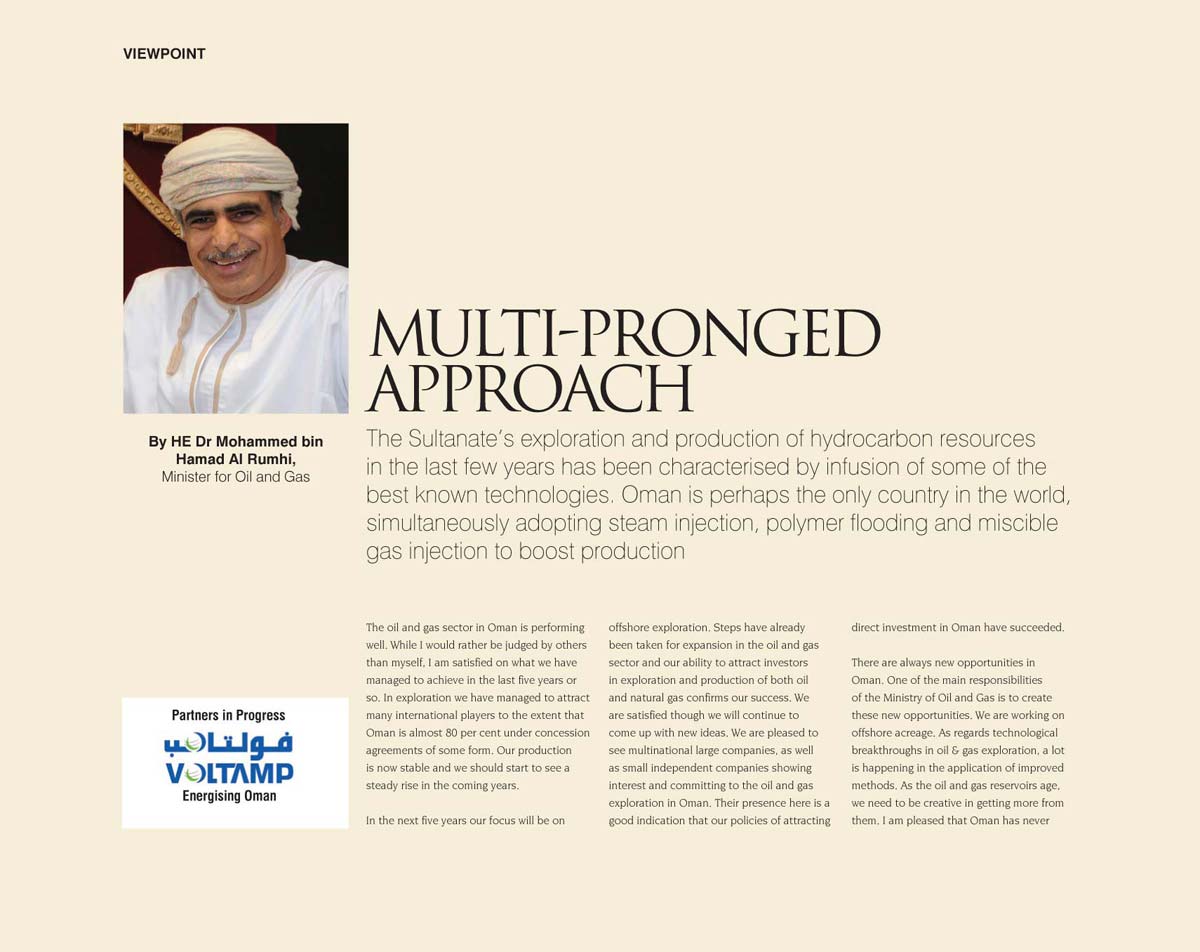 VIEWPOINT
By HE Dr Mohammed bin
Hamad Al Rumhi,
Minister for Oil and Gas
MULTI-PRONGED
APPROACH
The Sultanate's exploration and production of hydrocarbon resources
in the last few years has been characterised by infusion of some of the
best known technologies. Oman is perhaps the only country in the world,
simultaneously adopting steam injection, polymer flooding and miscible
gas injection to boost production
The oil and gas sector in Oman is performing
well. While I would rather be judged by others
than myself, I am satisfied on what we have
managed to achieve in the last five years or
so. In exploration we have managed to attract
many international players to the extent that
Oman is almost 80 per cent under concession
agreements of some form. Our production
is now stable and we should start to see a
steady rise in the coming years.
In the next five years our focus will be on
offshore exploration. Steps have already
been taken for expansion in the oil and gas
sector and our ability to attract investors
in exploration and production of both oil
and natural gas confirms our success. We
are satisfied though we will continue to
come up with new ideas. We are pleased to
see multinational large companies, as well
as small independent companies showing
interest and committing to the oil and gas
exploration in Oman. Their presence here is a
good indication that our policies of attracting
direct investment in Oman have succeeded.
There are always new opportunities in
Oman. One of the main responsibilities
of the Ministry of Oil and Gas is to create
these new opportunities. We are working on
offshore acreage. As regards technological
breakthroughs in oil & gas exploration, a lot
is happening in the application of improved
methods. As the oil and gas reservoirs age,
we need to be creative in getting more from
them. I am pleased that Oman has never
Partners in Progress
فولتامب
VOLTAMP
Energising Oman